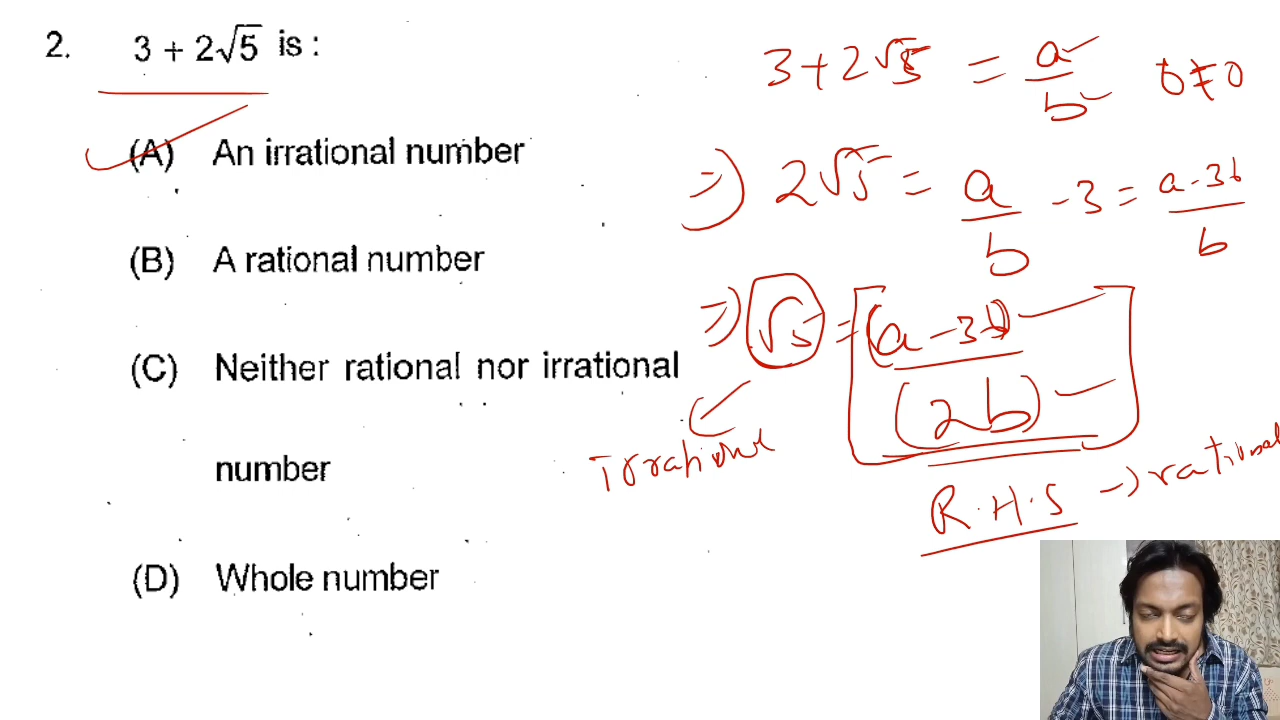 2. 3 + 2√5 is :
(A) An irrational number
(B) A rational number
(C) Neither rational nor irrational
number
(D) Whole number
3+2√5 = a/b b≠0
⇒ 2√5 = a/b -3 = a-3b/b
⇒ √5 = (a-3b)/(2b)
Irrational
R.H.S → rational